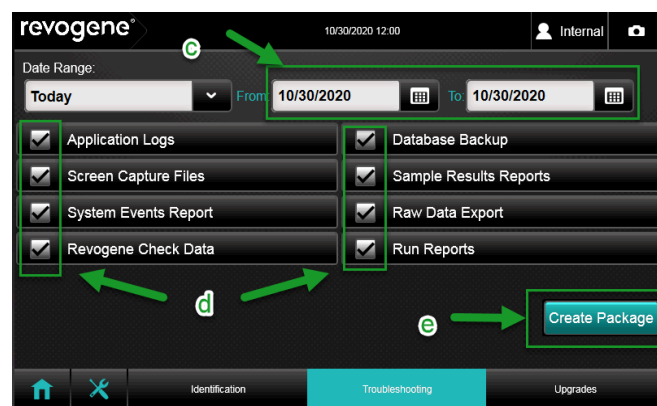 revogene®
10/30/2020 12:00
Internal
c
Date Range:
Today From: 10/30/2020 To: 10/30/2020
Application Logs Database Backup
Screen Capture Files Sample Results Reports
System Events Report Raw Data Export
Revogene Check Data Run Reports
d
e
Create Package
Identification Troubleshooting Upgrades